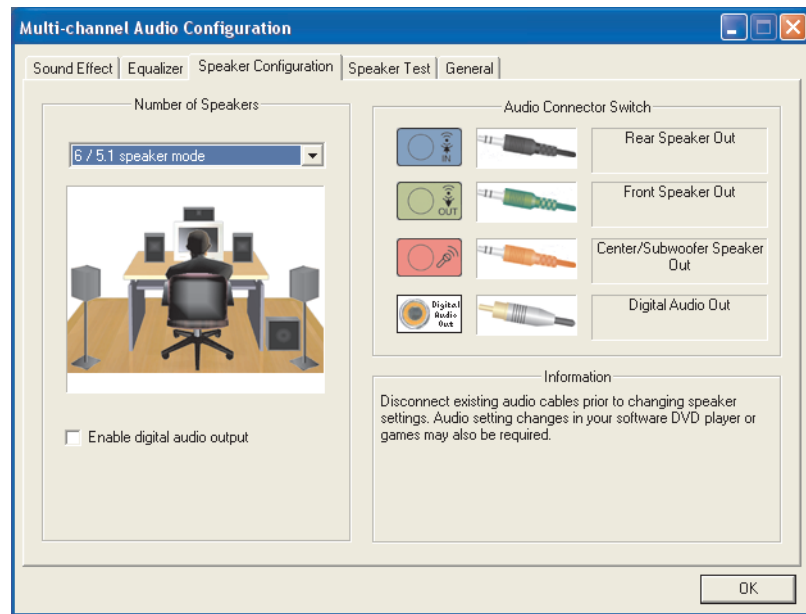 Multi-channel Audio Configuration
Sound Effect
Equalizer
Speaker Configuration
Speaker Test
General
Number of Speakers
6 / 5.1 speaker mode
Enable digital audio output
Audio Connector Switch
IN
Rear Speaker Out
OUT
Front Speaker Out
Center/Subwoofer Speaker
Out
Digital
Audio
Out
Digital Audio Out
Information
Disconnect existing audio cables prior to changing speaker
settings. Audio setting changes in your software DVD player or
games may also be required.
OK